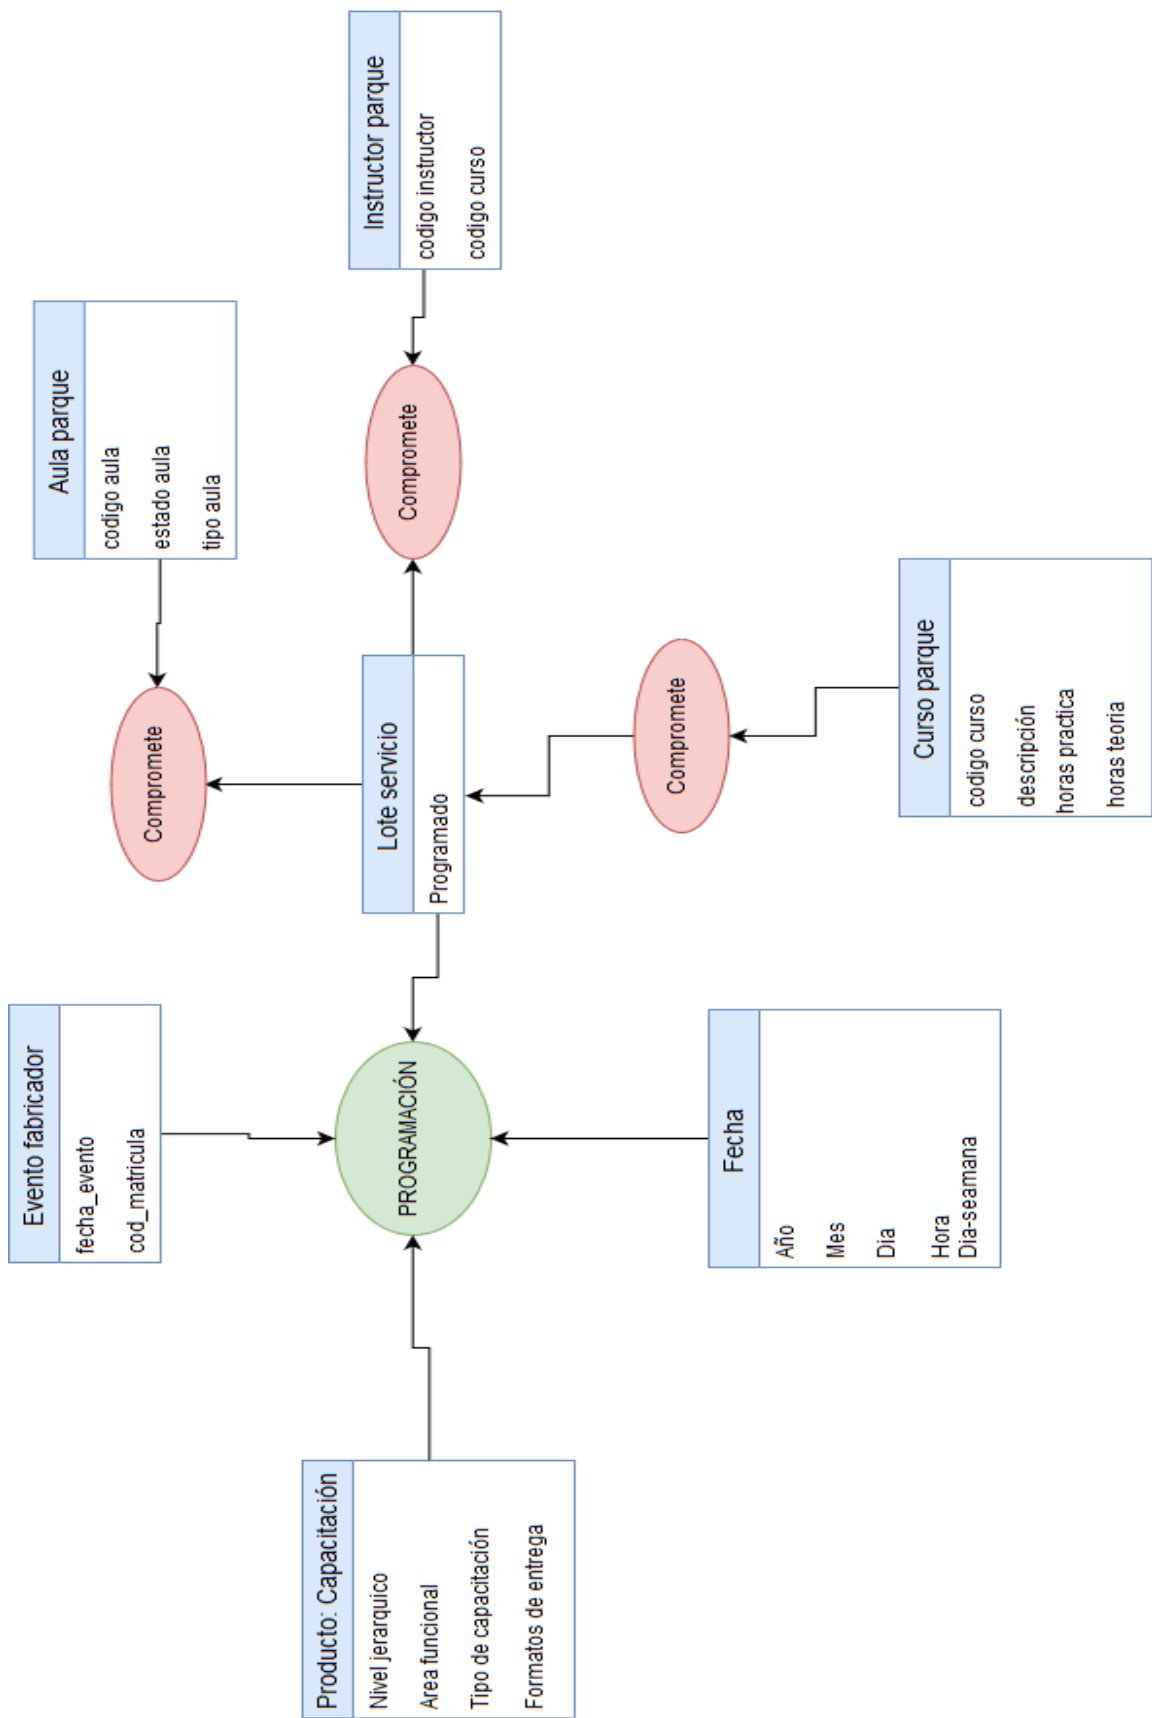 Producto: Capacitación
Nivel jerarquico
Area funcional
Tipo de capacitación
Formatos de entrega
Evento fabricador
fecha_evento
cod_matricula
PROGRAMACIÓN
Fecha
Año
Mes
Dia
Hora
Dia-seamana
Lote servicio
Programado
Compromete
Aula parque
codigo aula
estado aula
tipo aula
Compromete
Instructor parque
codigo instructor
codigo curso
Compromete
Curso parque
codigo curso
descripción
horas practica
horas teoria